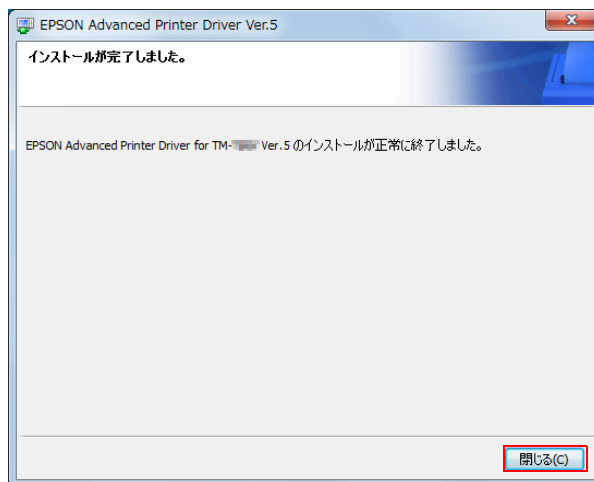 EPSON Advanced Printer Driver Ver.5
インストールが完了しました。
EPSON Advanced Printer Driver for TM- Ver.5 のインストールが正常に終了しました。
閉じる(C)